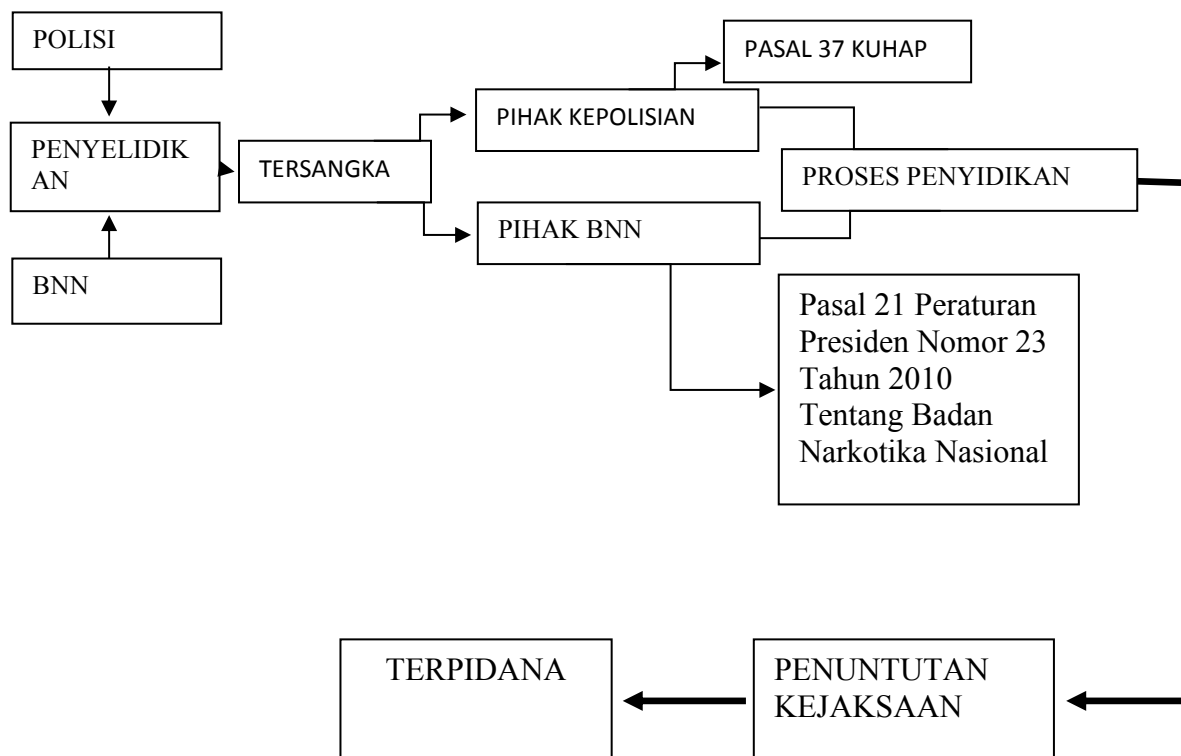 POLISI
PENYELIDIK
AN
BNN
TERSANGKA
PIHAK KEPOLISIAN
PASAL 37 KUHAP
PIHAK BNN
PROSES PENYIDIKAN
Pasal 21 Peraturan
Presiden Nomor 23
Tahun 2010
Tentang Badan
Narkotika Nasional
PENUNTUTAN
KEJAKSAAN
TERPIDANA